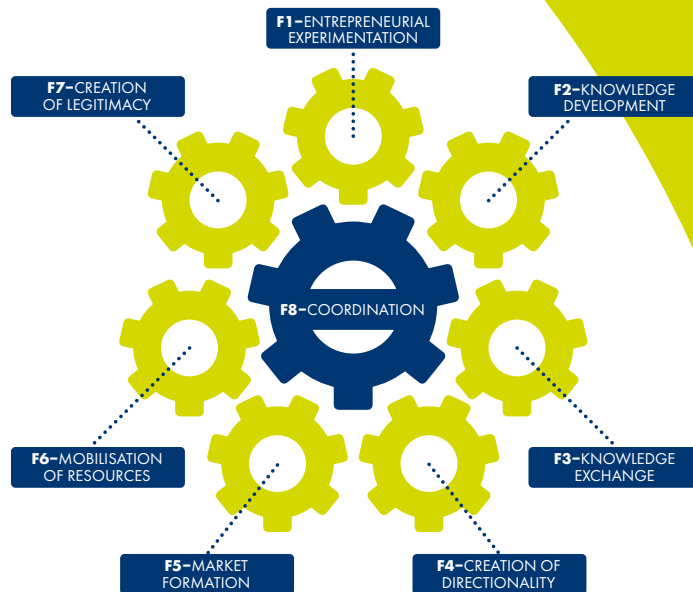 F1–ENTREPRENEURIAL
EXPERIMENTATION
F7–CREATION
OF LEGITIMACY
F2–KNOWLEDGE
DEVELOPMENT
F8–COORDINATION
F6–MOBILISATION
OF RESOURCES
F3–KNOWLEDGE
EXCHANGE
F5–MARKET
FORMATION
F4–CREATION OF
DIRECTIONALITY